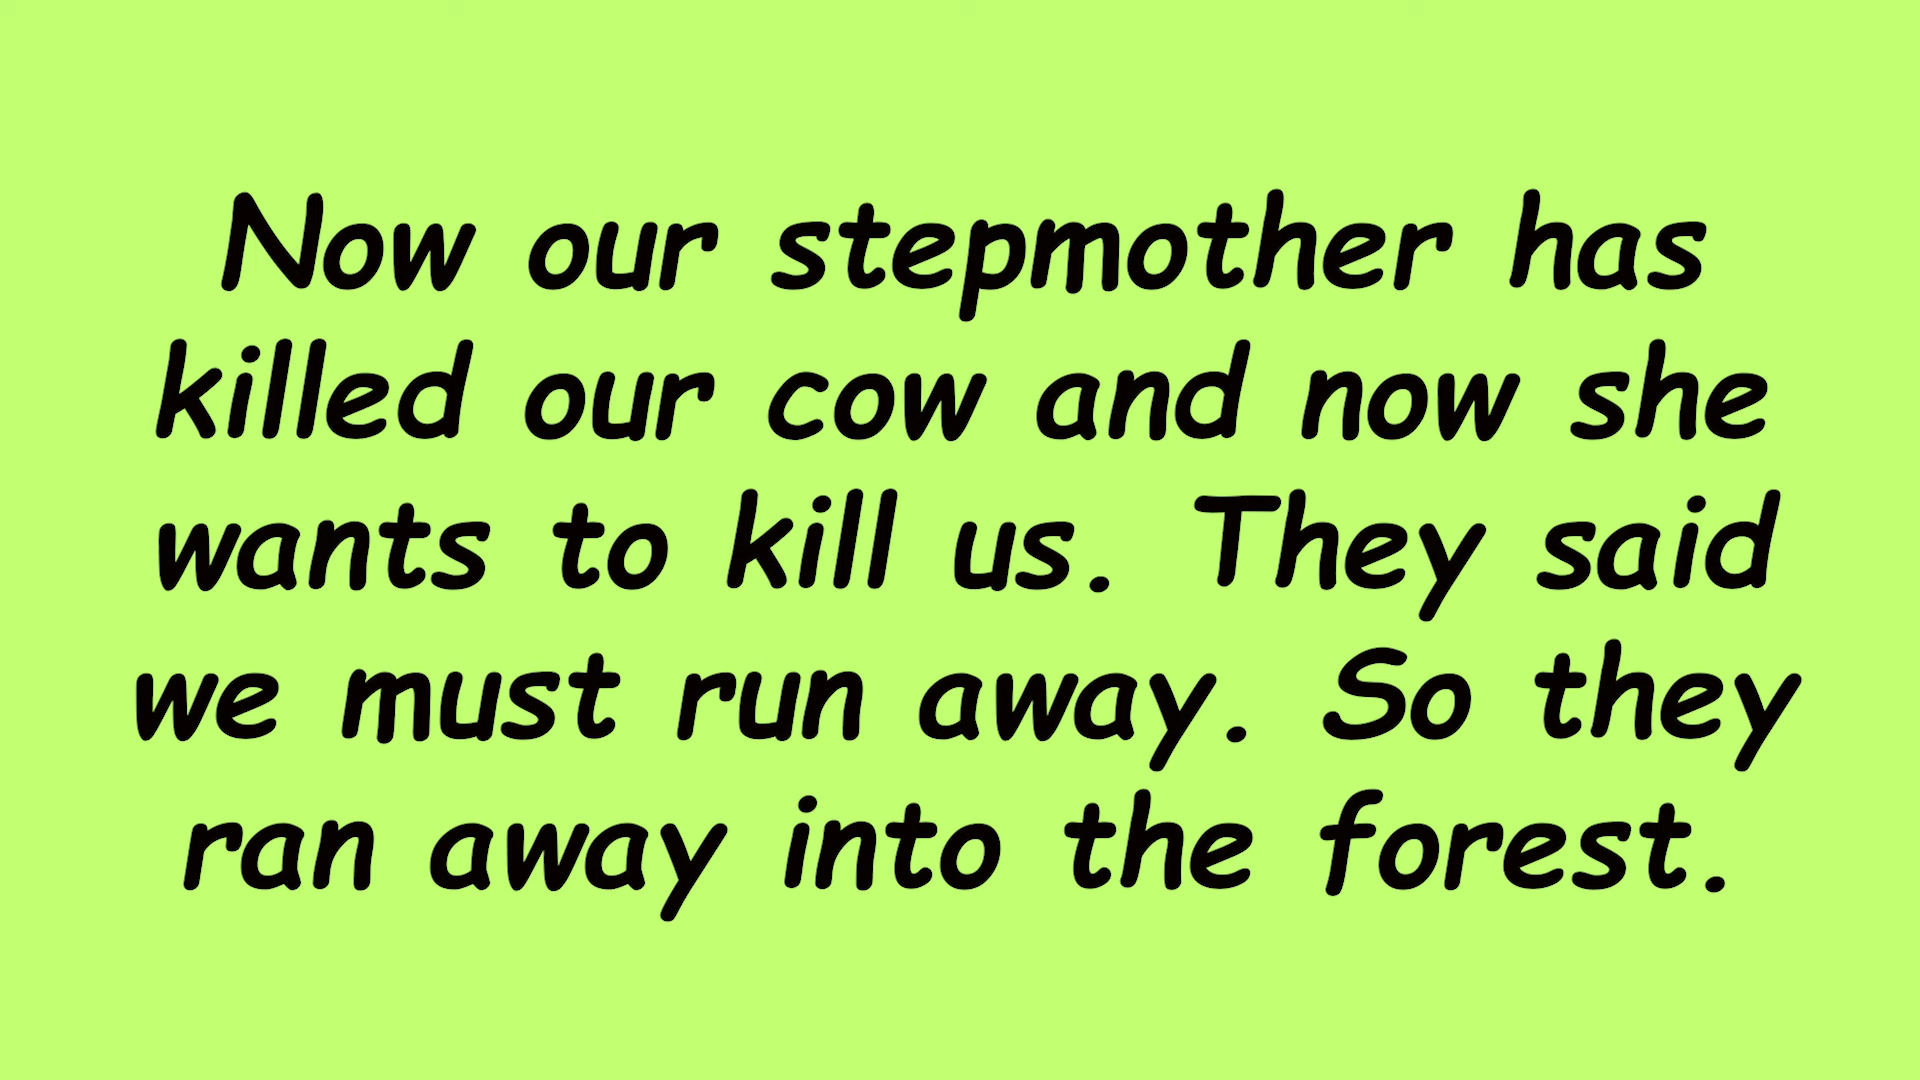 Now our stepmother has
killed our cow and now she
wants to kill us. They said
we must run away. So they
ran away into the forest.